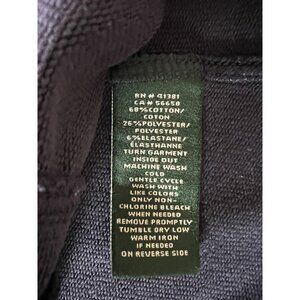 RN # 41381
CA # 56658
68%COTTON/
COTON
26%POLYESTER/
POLYESTER
6%ELASTANE/
ELASTHANNE
TURN GARMENT
INSIDE OUT
MACHINE WASH
COLD
GENTLE CYCLE
WASH WITH
LIKE COLORS
ONLY NON-
CHLORINE BLEACH
WHEN NEEDED
REMOVE PROMPTLY
TUMBLE DRY LOW
WARM IRON
IF NEEDED
ON REVERSE SIDE